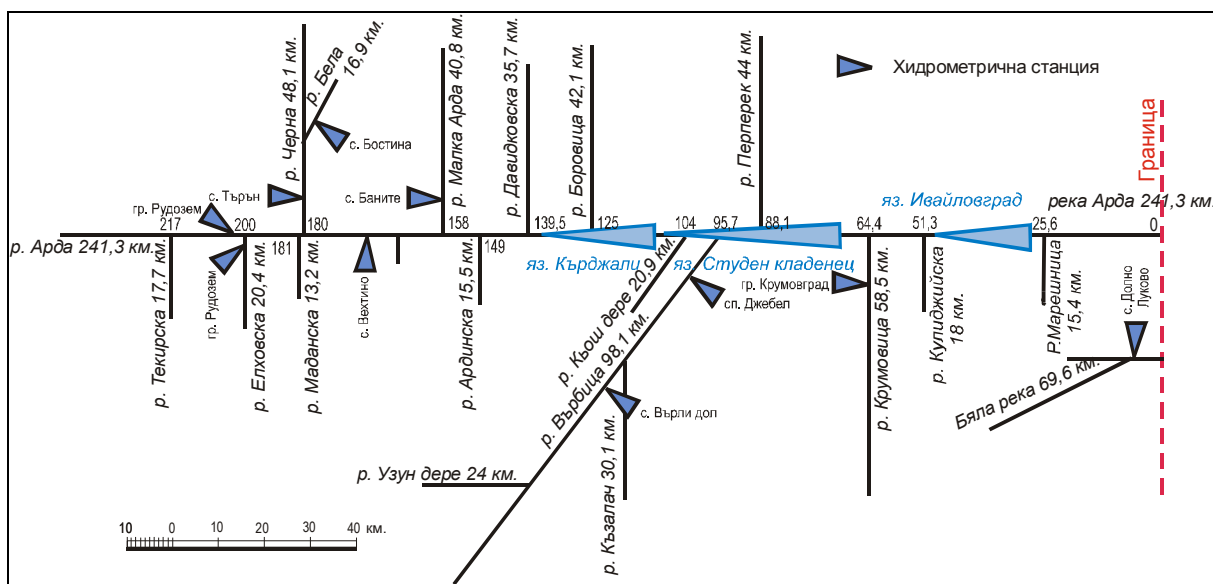 р. Черна 48,1 км.
р. Бела
16,9 км.
с. Бостина
с. Търън
гр. Рудозем
р. Малка Арда 40,8 км.
с. Баните
р. Давидковска 35,7 км.
р. Боровица 42,1 км.
р. Перперек 44 км.
Хидрометрична станция
Граница
яз. Ивайловград
река Арда 241,3 км.
217
200
180
158
139,5
125
104
95,7
88,1
64,4
51,3
25,6
0
р. Арда 241,3 км.
181
149
яз. Кърджали
яз. Студен кладенец
гр. Рудозем
с. Вехтино
гр. Крумовград
сп. Джебел
с. Долно
Луково
р. Текирска 17,7 км.
р. Елховска 20,4 км.
р. Маданска 13,2 км.
р. Ардинска 15,5 км.
р. Кьош дере 20,9 км.
р. Върбица 98,1 км.
р. Крумовица 58,5 км.
р. Кулиджийска
18 км.
Р.Марешница
15,4 км.
Бяла река 69,6 км.
с. Върли дол
р. Узун дере 24 км.
р. Къзалач 30,1 км.
10 0 10 20 30 40 км.